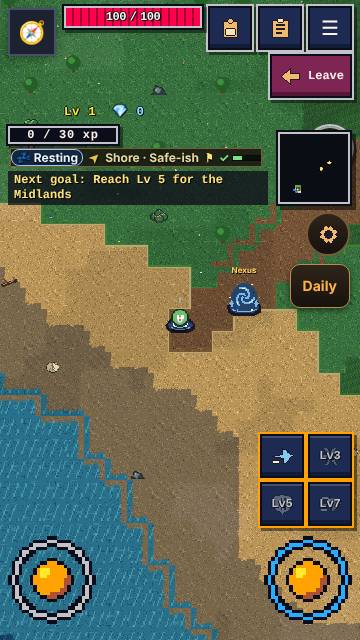 100/100
Leave
Lv 1 0
0 / 30 xp
Resting Shore · Safe-ish
Next goal: Reach Lv 5 for the
Midlands
Nexus
Daily
Lv3
Lv5 Lv7